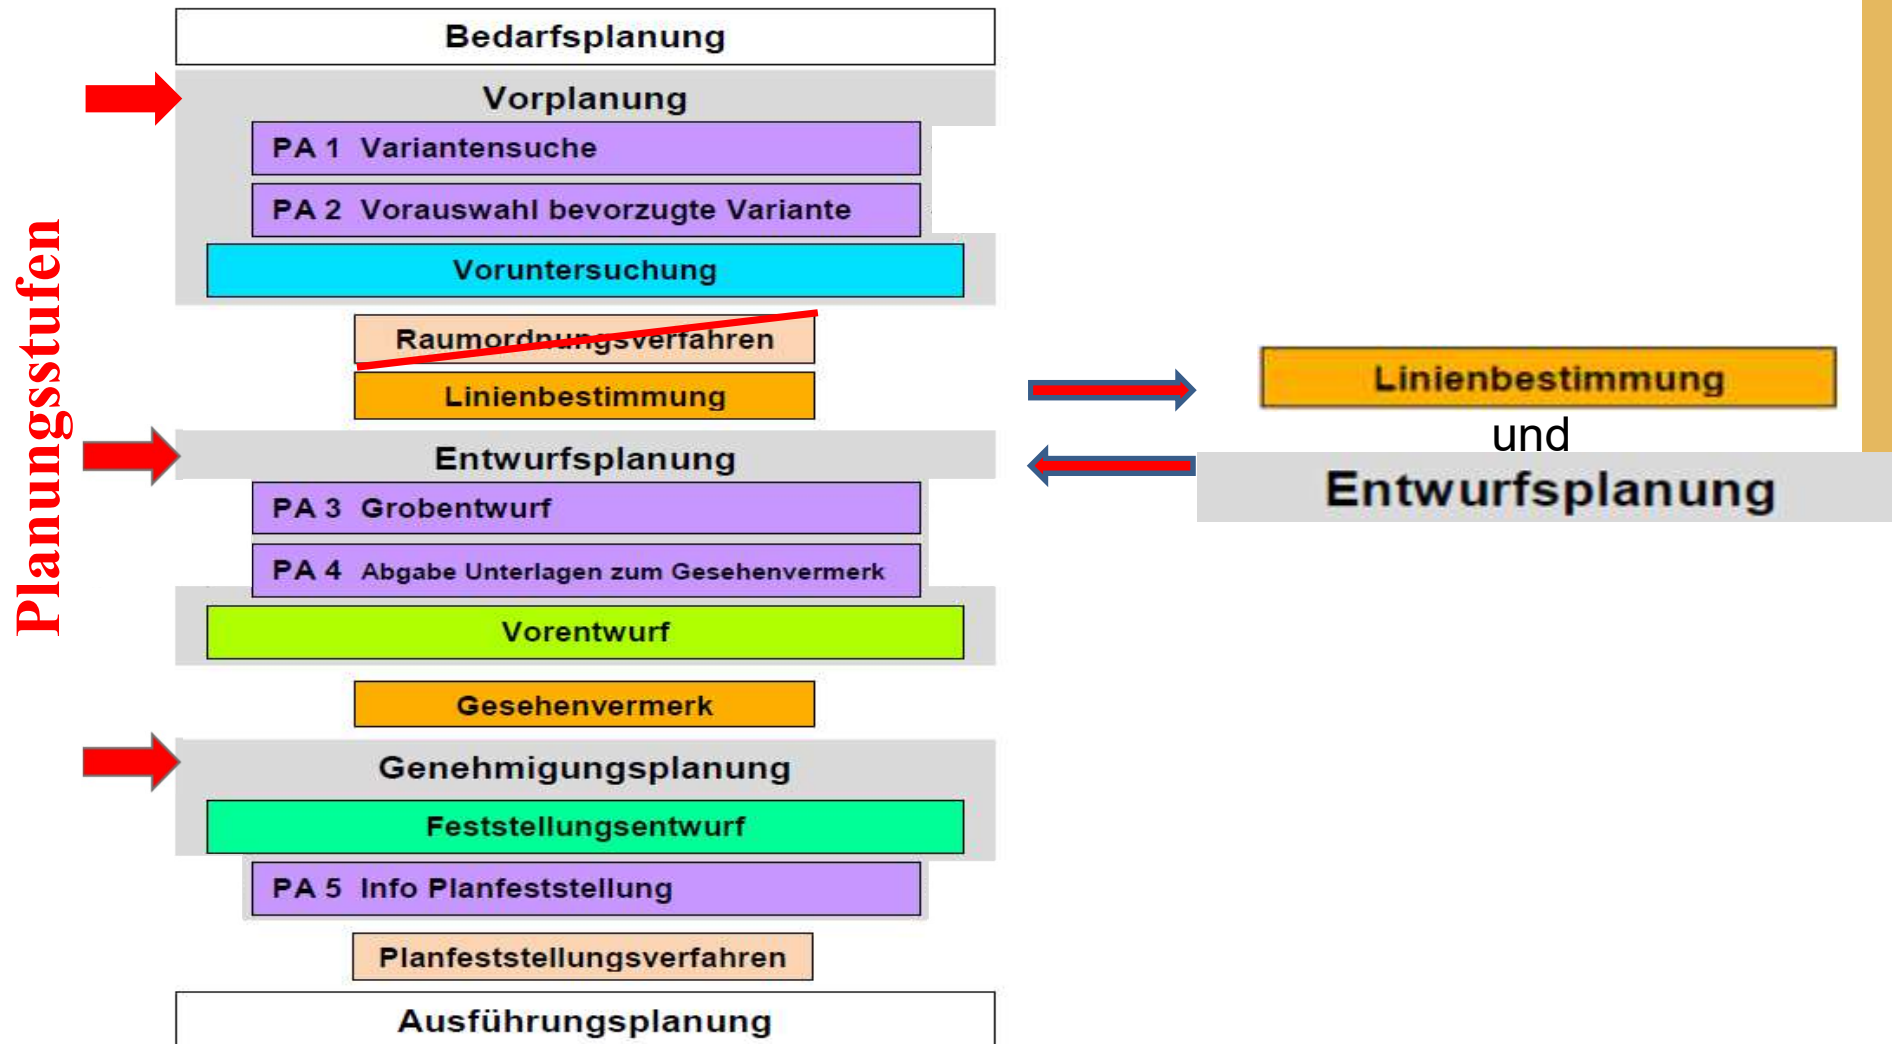 Planungsstufen
Bedarfsplanung
Vorplanung
PA 1 Variantensuche
PA 2 Vorauswahl bevorzugte Variante
Voruntersuchung
Raumordnungsverfahren
Linienbestimmung
Entwurfsplanung
PA 3 Grobentwurf
PA 4 Abgabe Unterlagen zum Gesehenvermerk
Vorentwurf
Gesehenvermerk
Genehmigungsplanung
Feststellungsentwurf
PA 5 Info Planfeststellung
Planfeststellungsverfahren
Ausführungsplanung
Linienbestimmung
und
Entwurfsplanung